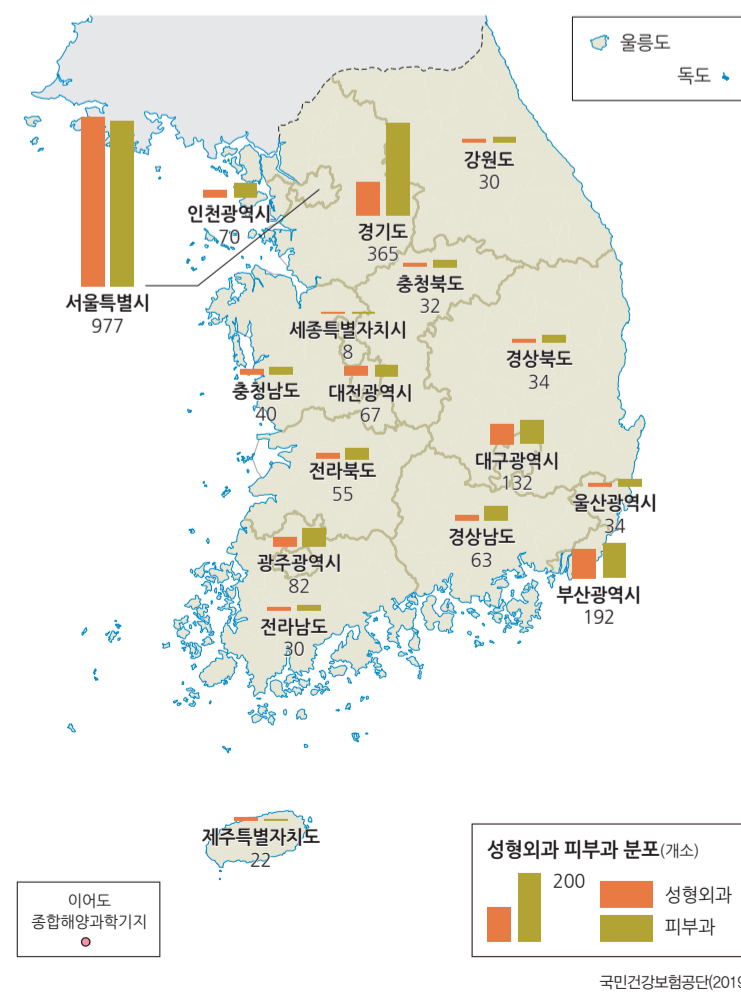 울릉도
독도
강원도
30
인천광역시
70
경기도
365
충청북도
32
서울특별시
977
세종특별자치시
8
경상북도
34
충청남도
40
대전광역시
67
대구광역시
132
전라북도
55
울산광역시
34
경상남도
63
광주광역시
82
부산광역시
192
전라남도
30
제주특별자치도
22
성형외과 피부과 분포(개소)
200
성형외과
피부과
이어도
종합해양과학기지
국민건강보험공단(2019